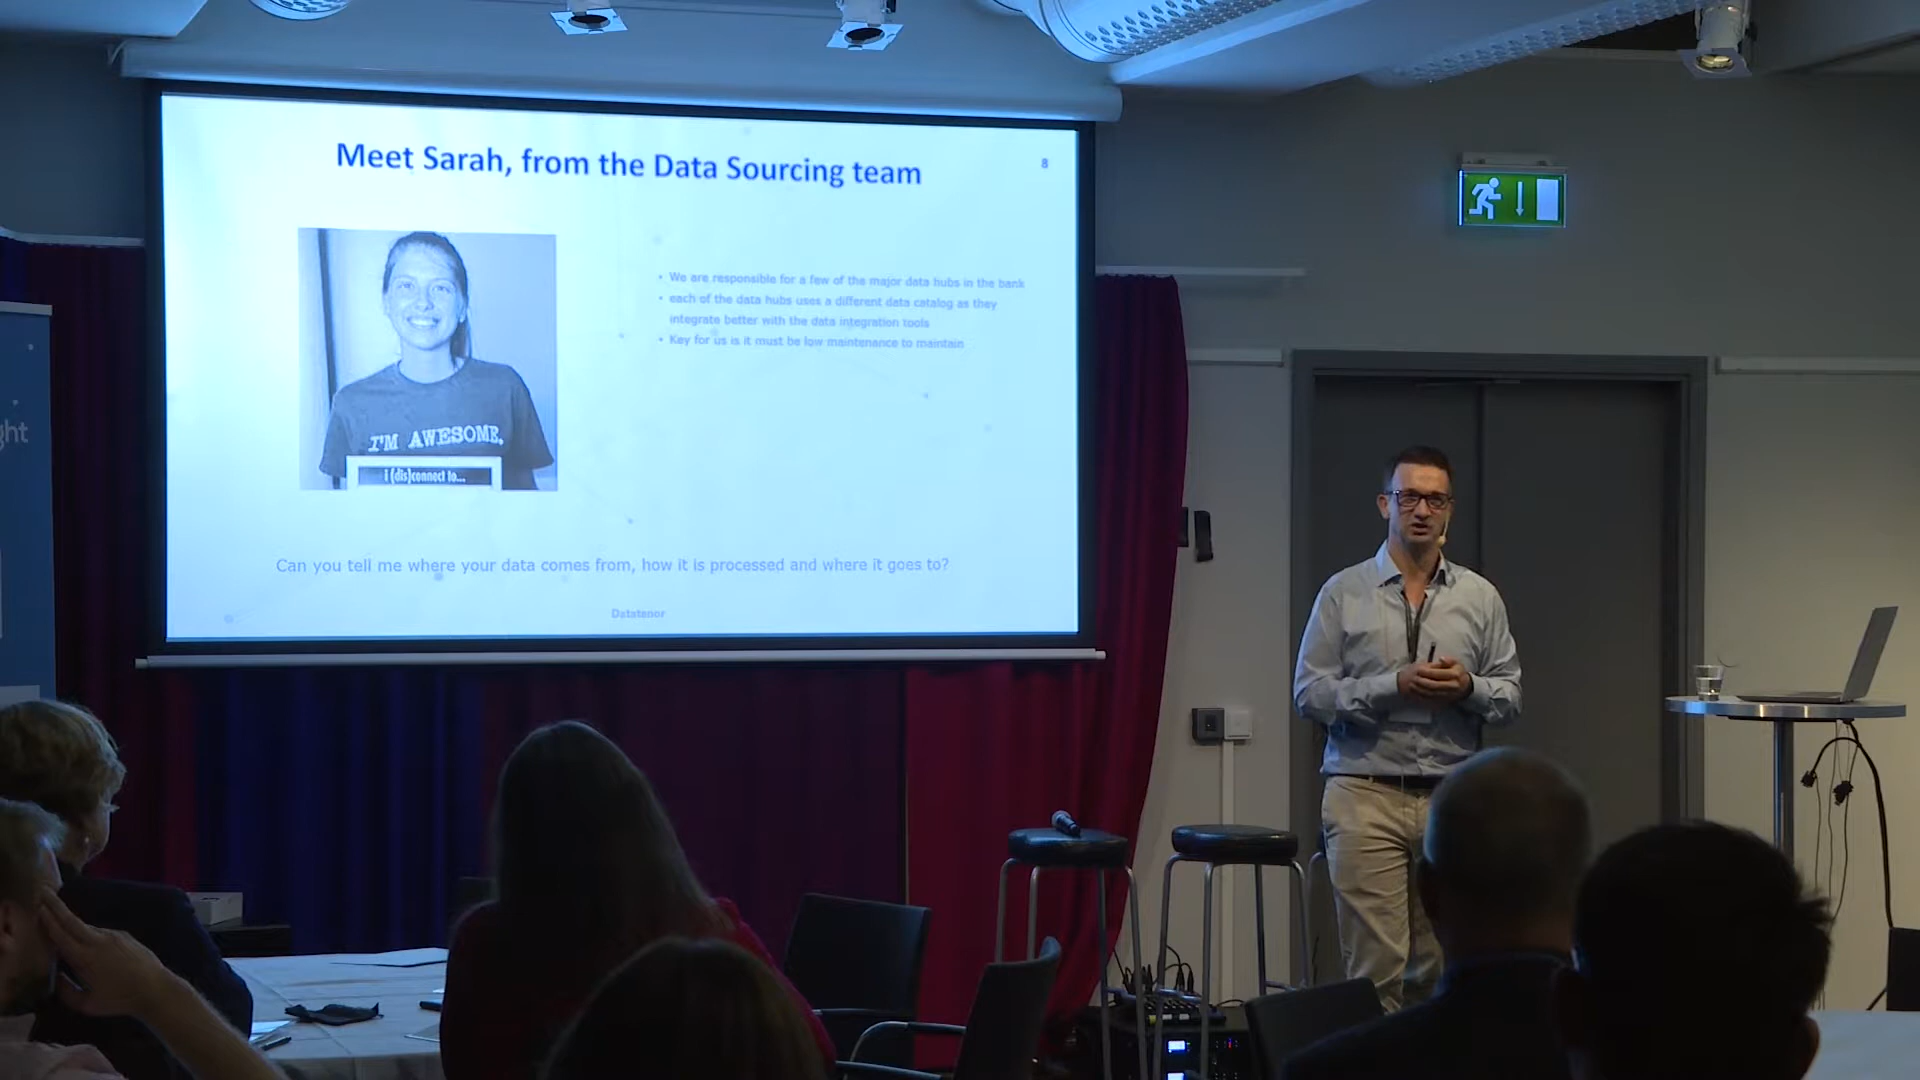 Meet Sarah, from the Data Sourcing team
8
• We are responsible for a few of the major data hubs in the bank
• each of the data hubs uses a different data catalog as they
integrate better with the data integration tools
• Key for us is it must be low maintenance to maintain
I'M AWESOME.
i (dis)connect to...
Can you tell me where your data comes from, how it is processed and where it goes to?
Datatenor
ght